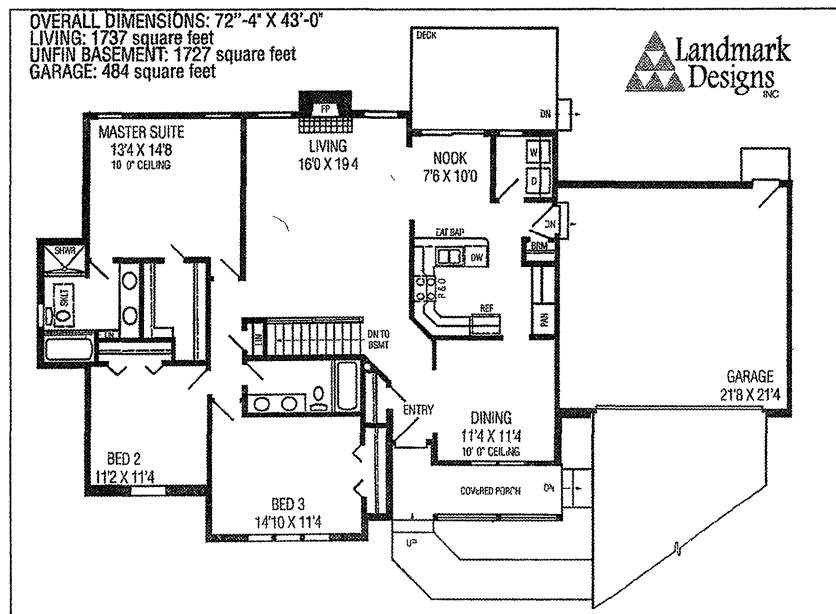 OVERALL DIMENSIONS: 72"-4" X 43'-0"
LIVING: 1737 square feet
UNFIN BASEMENT: 1727 square feet
GARAGE: 484 square feet
DECK
Landmark
Designs
INC
FP
DN
MASTER SUITE
13'4 X 14'8
10' 0" CEILING
LIVING
16'0 X 19'4
NOOK
7'6 X 10'0
W
D
DN
EAT BAR
BRM
SHWR
DW
SKLT
R & O
LIN
REF
PAN
LIN
DN TO
BSMT
GARAGE
21'8 X 21'4
ENTRY
DINING
11'4 X 11'4
10' 0" CEILING
BED 2
11'2 X 11'4
COVERED PORCH
BED 3
14'10 X 11'4
UP